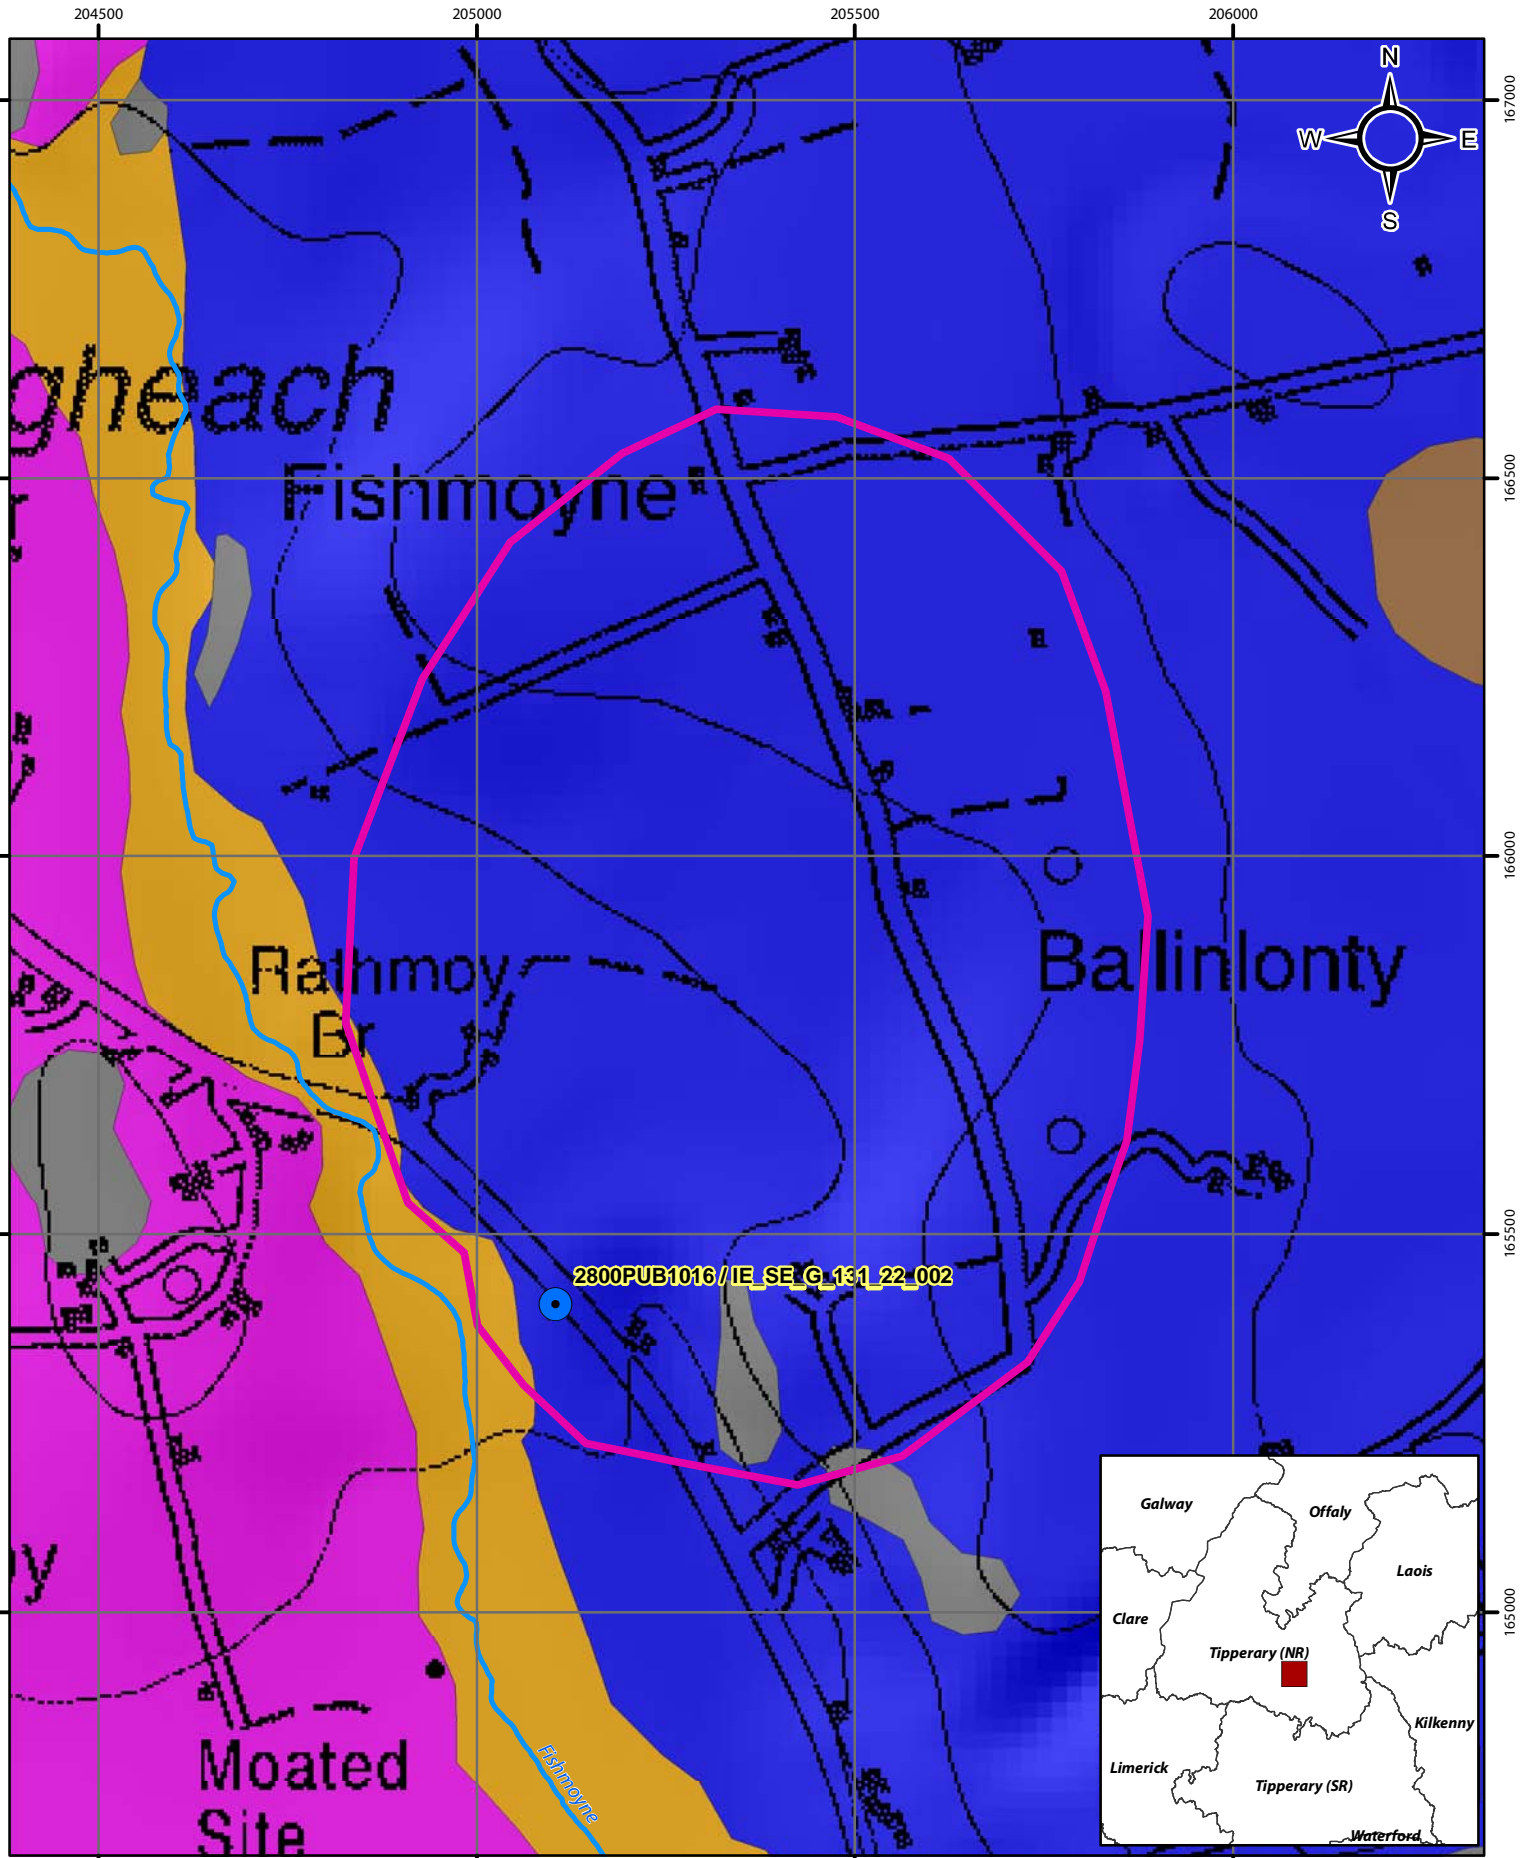 204500 205000 205500 206000
N
W E
S
167000
gheach
Fishmoyne
166500
166000
Rathmoy
Br
Ballinlonty
165500
2800PUB1016 / IE_SE_G_131_22_002
165000
y
Moated
Site
Fishmoyne
Galway
Offaly
Laois
Clare
Tipperary (NR)
Kilkenny
Limerick
Tipperary (SR)
Waterford